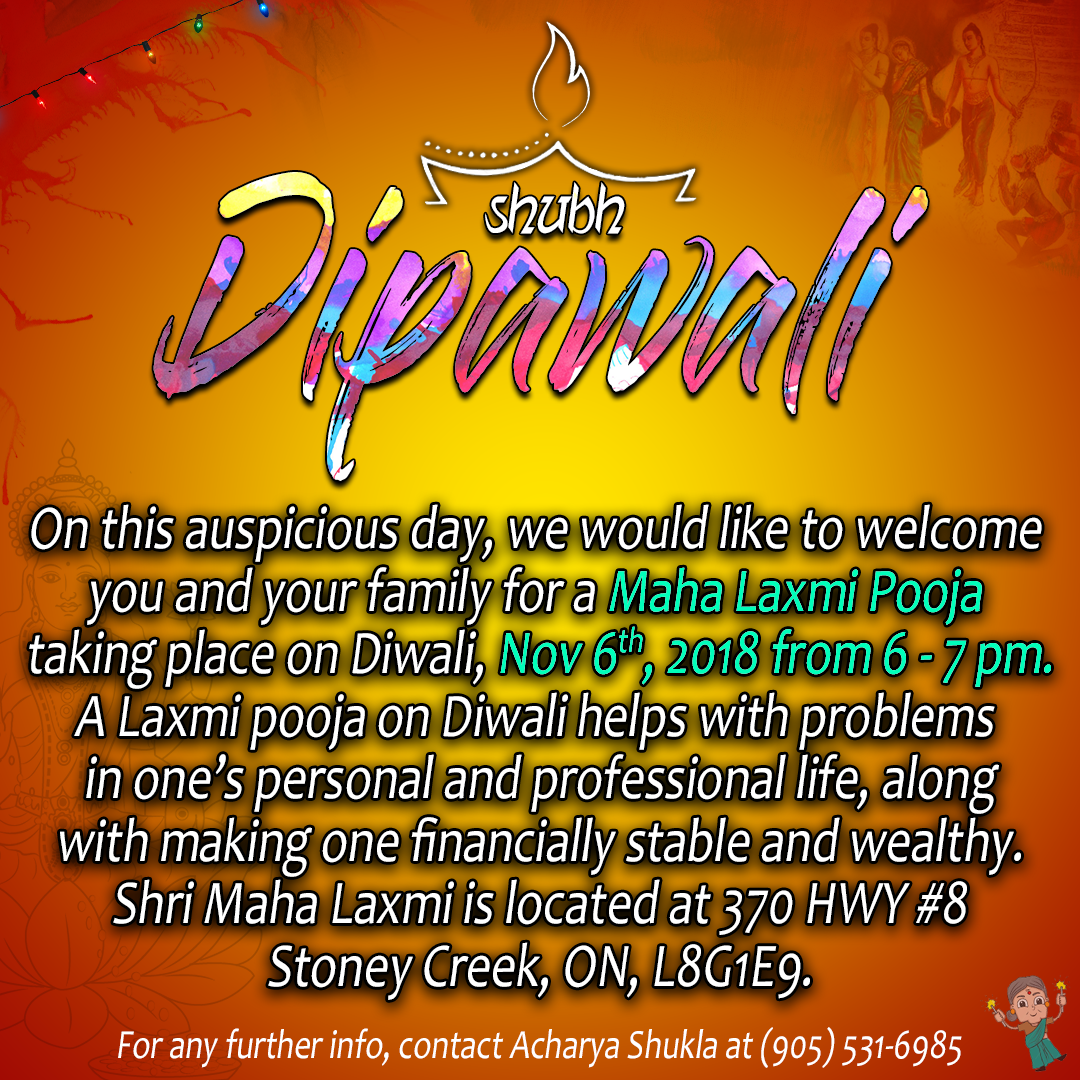 shubh
Dipawali
On this auspicious day, we would like to welcome
you and your family for a Maha Laxmi Pooja
taking place on Diwali, Nov 6th, 2018 from 6 - 7 pm.
A Laxmi pooja on Diwali helps with problems
in one’s personal and professional life, along
with making one financially stable and wealthy.
Shri Maha Laxmi is located at 370 HWY #8
Stoney Creek, ON, L8G1E9.
For any further info, contact Acharya Shukla at (905) 531-6985